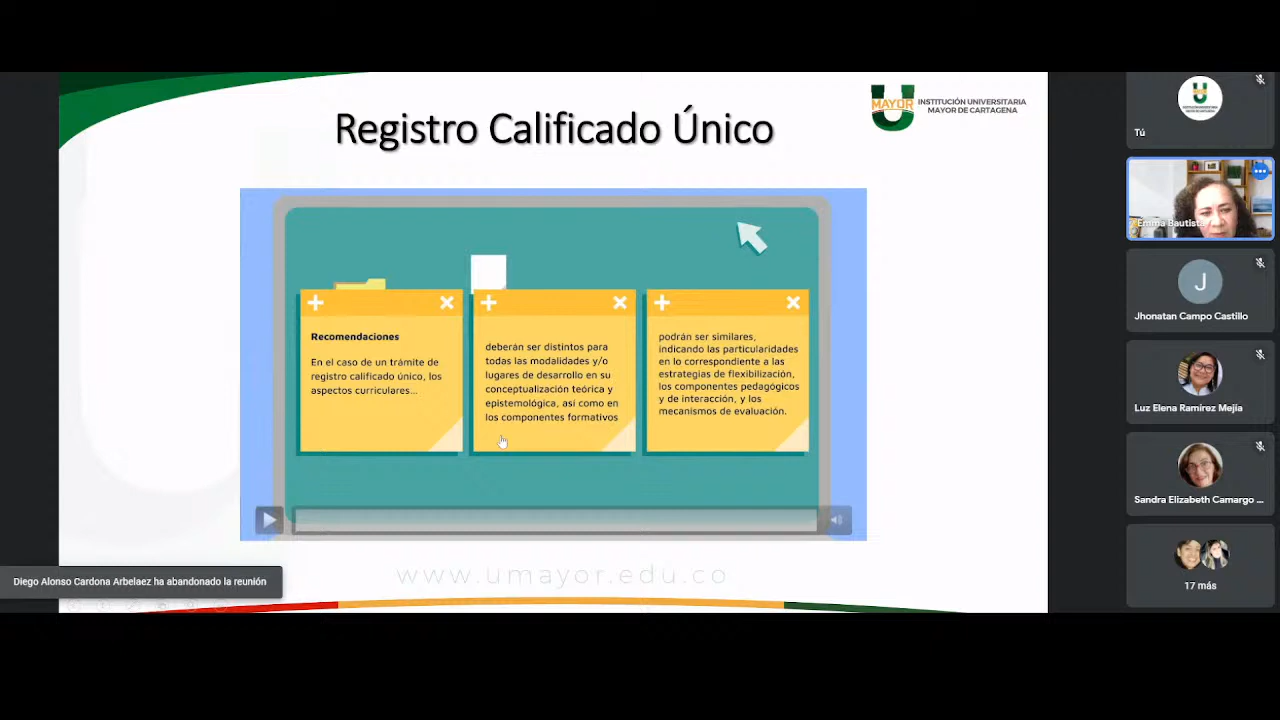 Registro Calificado Único
MAYOR
INSTITUCIÓN UNIVERSITARIA
MAYOR DE CARTAGENA
Recomendaciones
En el caso de un trámite de
registro calificado único, los
aspectos curriculares...
deberán ser distintos para
todas las modalidades y/o
lugares de desarrollo en su
conceptualización teórica y
epistemológica, así como en
los componentes formativos
podrán ser similares,
indicando las particularidades
en lo correspondiente a las
estrategias de flexibilización,
los componentes pedagógicos
y de interacción, y los
mecanismos de evaluación.
www.umayor.edu.co
Diego Alonso Cardona Arbelaez ha abandonado la reunión
Tú
Emma Bautista
J
Jhonatan Campo Castillo
Luz Elena Ramírez Mejía
Sandra Elizabeth Camargo ...
17 más